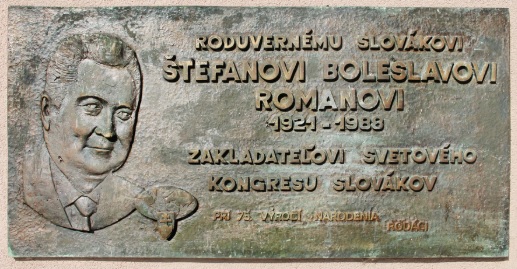 RODUVERNÉMU SLOVÁKOVI
ŠTEFANOVI BOLESLAVOVI
ROMANOVI
1921-1988
ZAKLADATEĽOVI SVETOVÉHO
KONGRESU SLOVÁKOV
PRI 75. VÝROČÍ NARODENIA
RODÁCI